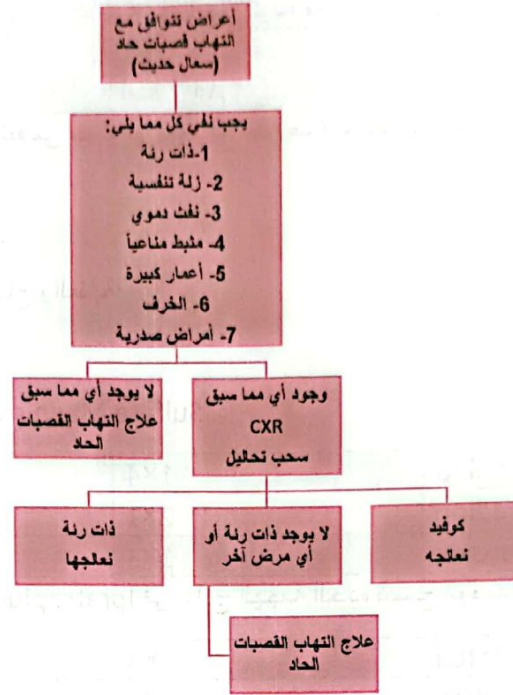 أعراض تتوافق مع
التهاب قصبات حاد
(سعال حديث)
يجب نفي كل مما يلي:
1-ذات رئة
2- زلة تنفسية
3- نفث دموي
4- مثبط مناعياً
5- أعمار كبيرة
6- الخرف
7- أمراض صدرية
لا يوجد أي مما سبق
علاج التهاب القصبات
الحاد
وجود أي مما سبق
CXR
سحب تحاليل
ذات رئة
نعالجها
لا يوجد ذات رئة أو
أي مرض آخر
كوفيد
نعالجه
علاج التهاب القصبات
الحاد